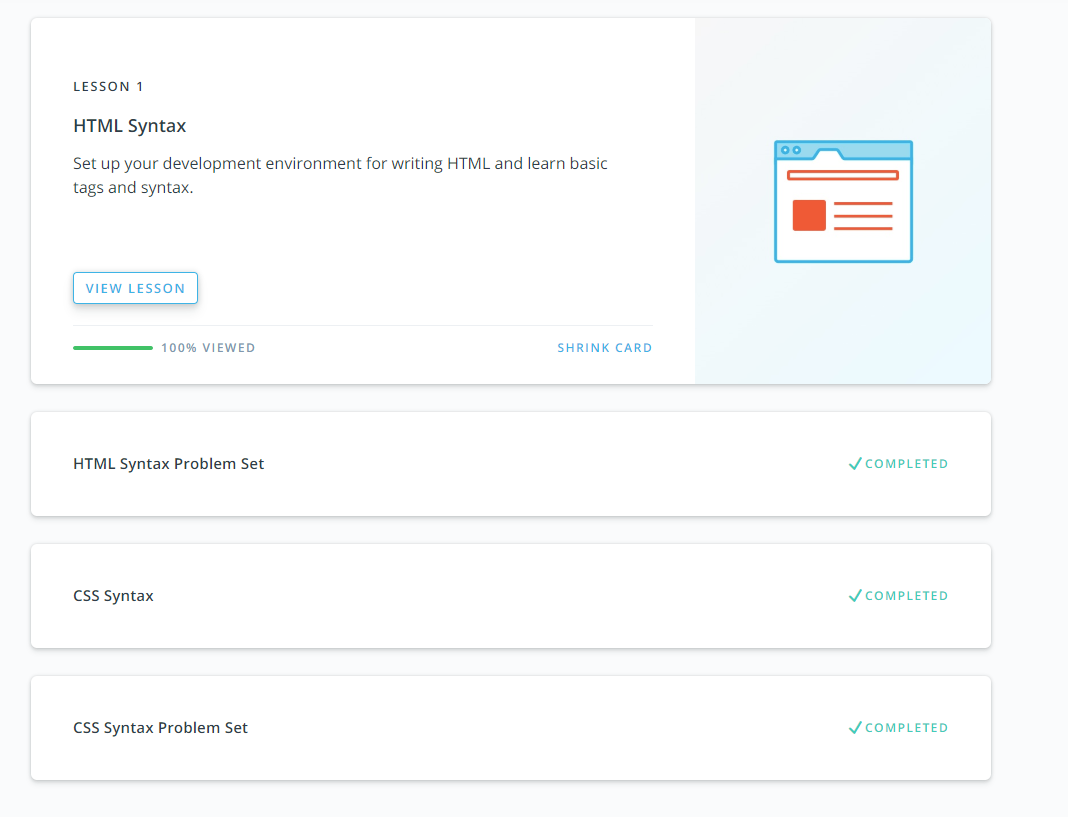 LESSON 1
HTML Syntax
Set up your development environment for writing HTML and learn basic
tags and syntax.
VIEW LESSON
100% VIEWED
SHRINK CARD
HTML Syntax Problem Set
COMPLETED
CSS Syntax
COMPLETED
CSS Syntax Problem Set
COMPLETED